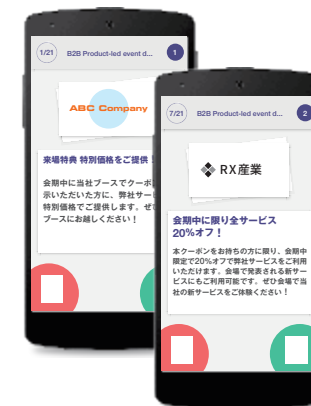 1/21
B2B Product-led event d...
1
ABC Company
来場特典 特別価格をご提供！
会期中に当社ブースでクーポ
示いただいた方に、弊社サー
特別価格でご提供します。ぜ
ブースにお越しください！
7/21
B2B Product-led event d...
2
RX産業
会期中に限り全サービス
20%オフ！
本クーポンをお持ちの方に限り、会期中
限定で20%オフで弊社サービスをご利用
いただけます。会場で発表される新サー
ビスにもご利用可能です。ぜひ会場で当
社の新サービスをご体験ください！